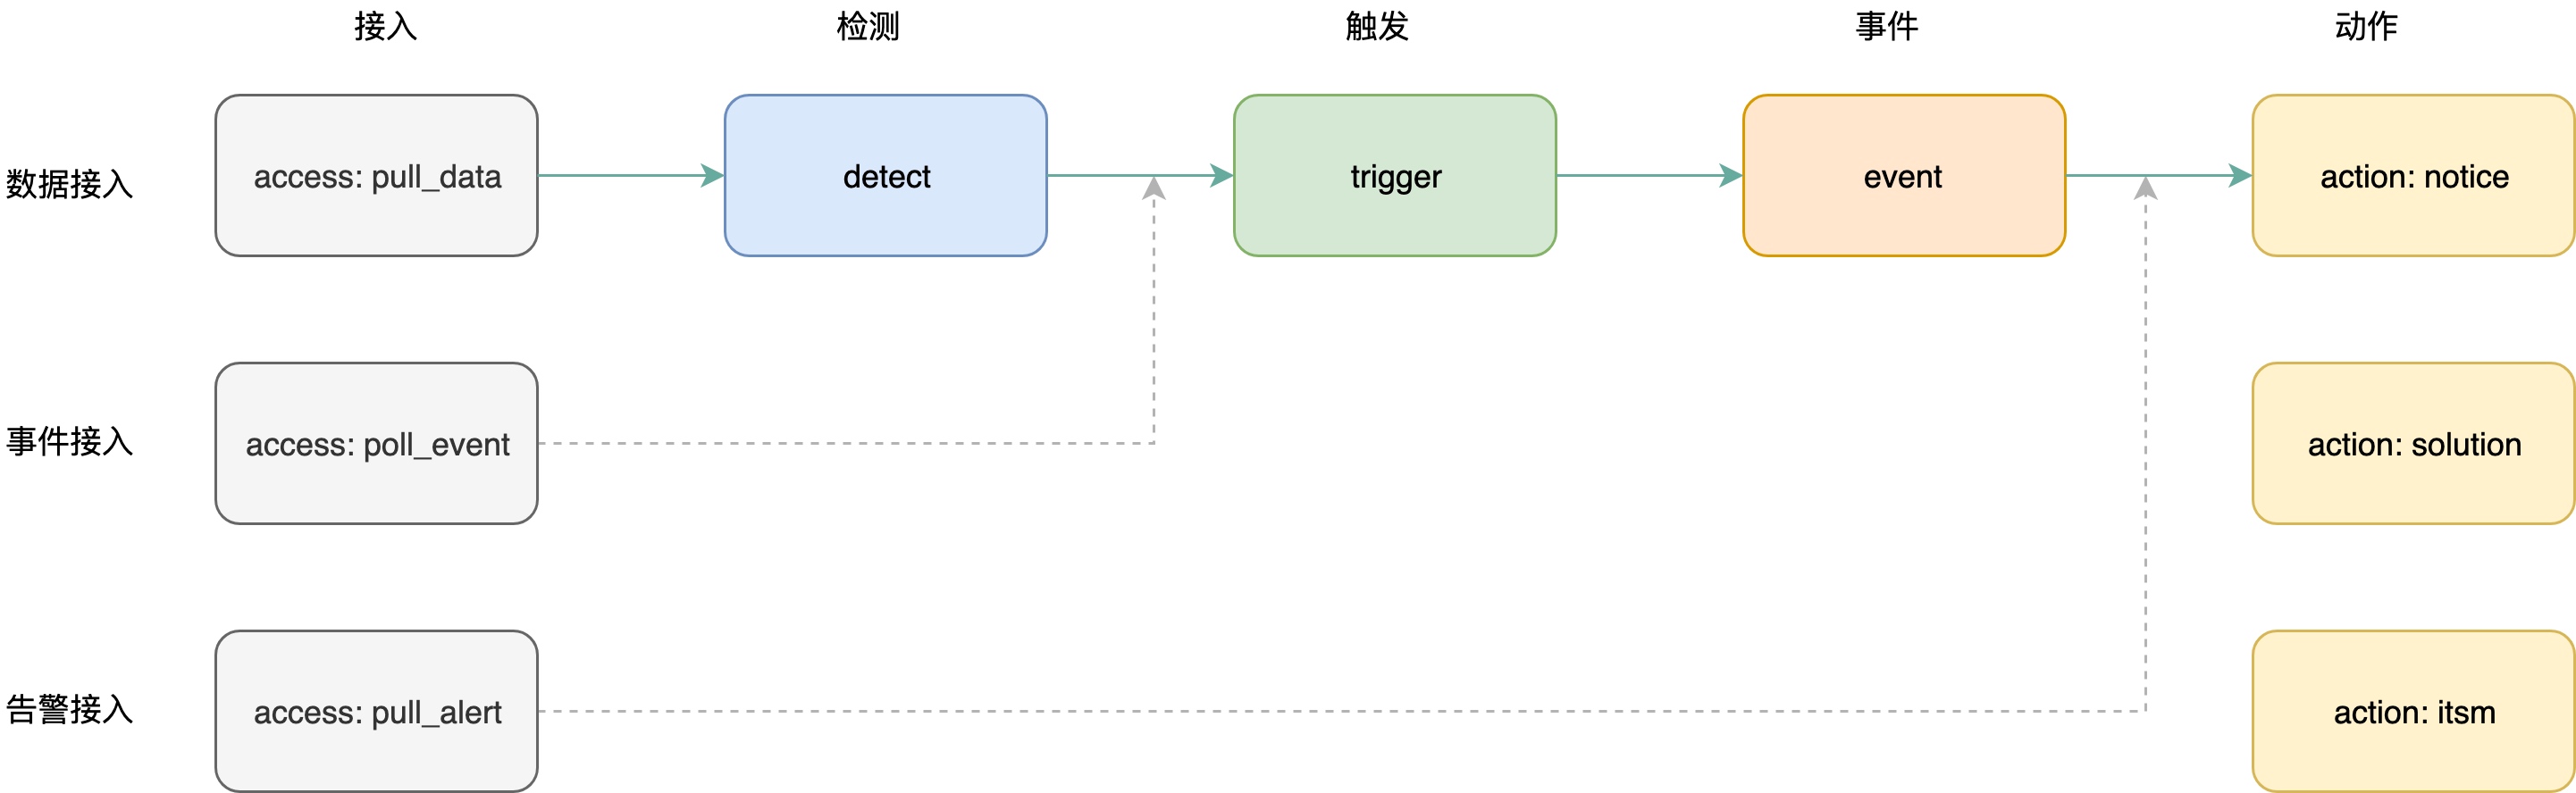 接入
检测
触发
事件
动作
数据接入
access: pull_data
detect
trigger
event
action: notice
事件接入
access: poll_event
action: solution
告警接入
access: pull_alert
action: itsm